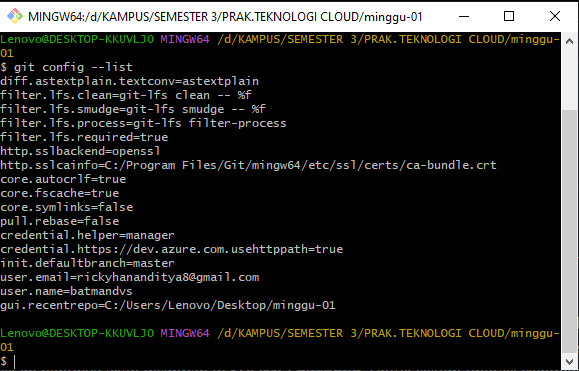 MINGW64:/d/KAMPUS/SEMESTER 3/PRAK.TEKNOLOGI CLOUD/minggu-01
Lenovo@DESKTOP-KKUVLJO MINGW64 /d/KAMPUS/SEMESTER 3/PRAK.TEKNOLOGI CLOUD/minggu-
01
$ git config --list
diff.astextplain.textconv=astextplain
filter.lfs.clean=git-lfs clean -- %f
filter.lfs.smudge=git-lfs smudge -- %f
filter.lfs.process=git-lfs filter-process
filter.lfs.required=true
http.sslbackend=openssl
http.sslcainfo=C:/Program Files/Git/mingw64/etc/ssl/certs/ca-bundle.crt
core.autocrlf=true
core.fscache=true
core.symlinks=false
pull.rebase=false
credential.helper=manager
credential.https://dev.azure.com.usehttppath=true
init.defaultbranch=master
user.email=rickyhananditya8@gmail.com
user.name=batmandvs
gui.recentrepo=C:/Users/Lenovo/Desktop/minggu-01
Lenovo@DESKTOP-KKUVLJO MINGW64 /d/KAMPUS/SEMESTER 3/PRAK.TEKNOLOGI CLOUD/minggu-
01
$